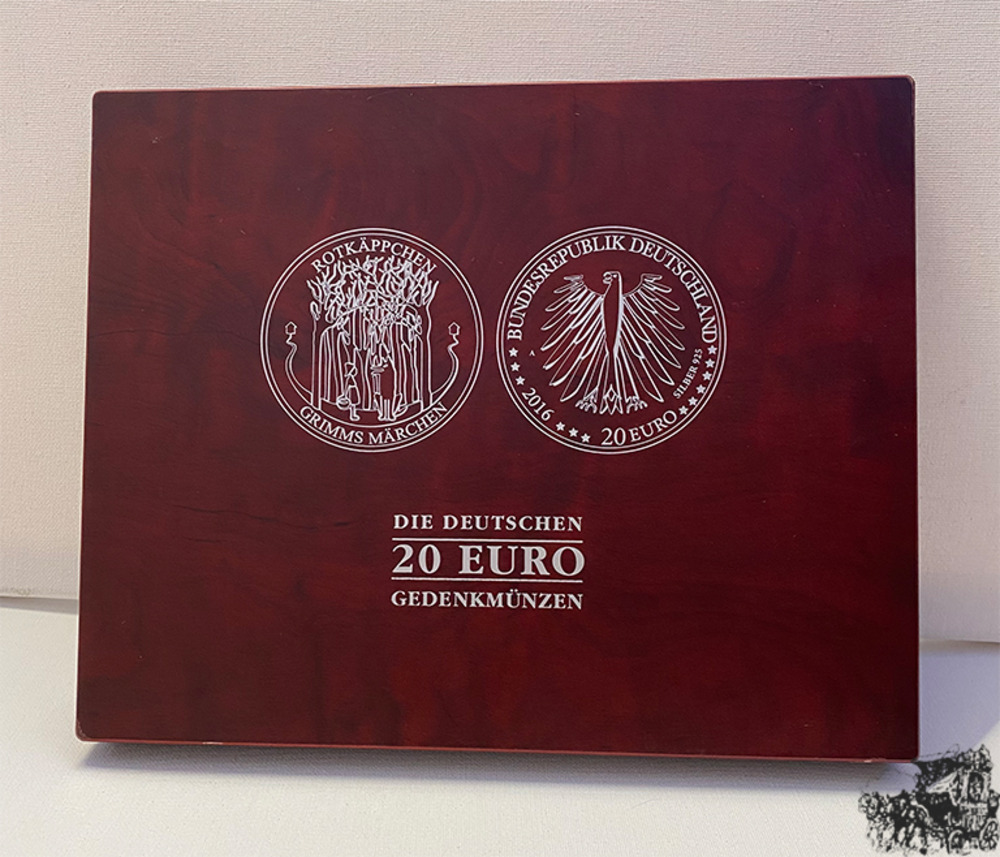 ROTKÄPPCHEN
GRIMMS MÄRCHEN
BUNDESREPUBLIK DEUTSCHLAND
A
SILBER 925
2016
20 EURO
DIE DEUTSCHEN
20 EURO
GEDENKMÜNZEN